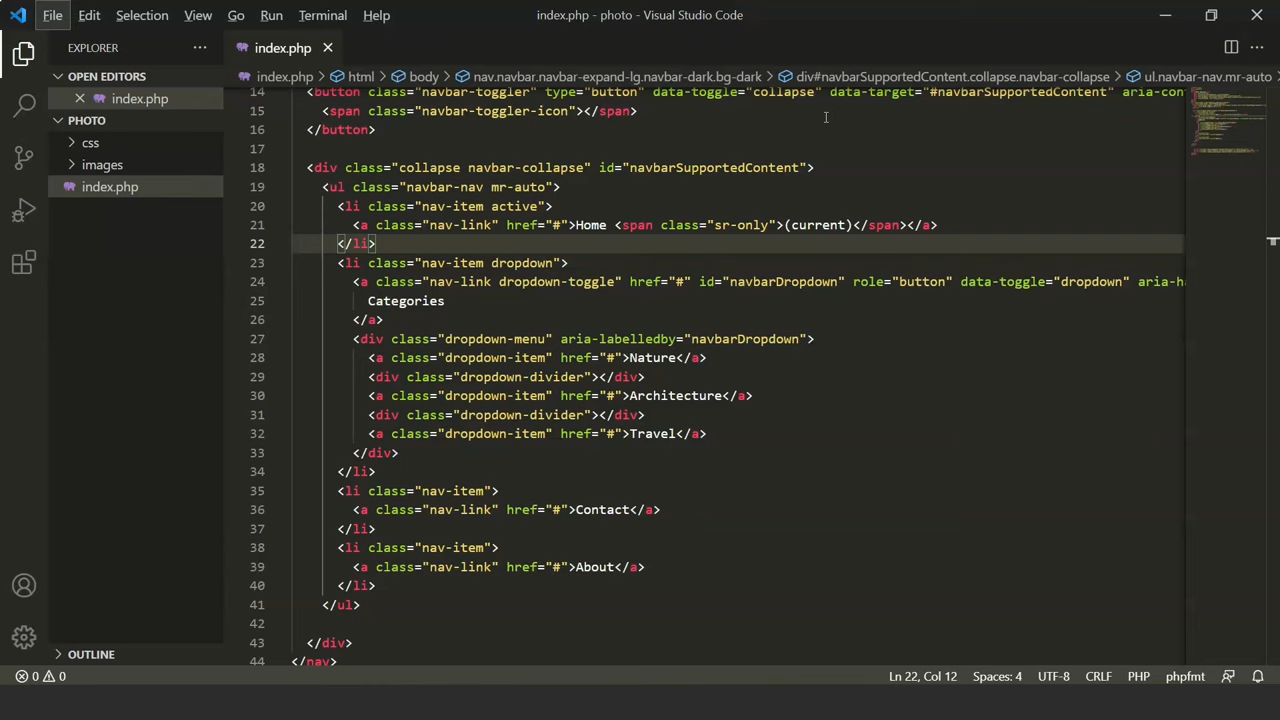 File Edit Selection View Go Run Terminal Help index.php - photo - Visual Studio Code
EXPLORER
OPEN EDITORS
index.php
PHOTO
css
images
index.php
OUTLINE
index.php
index.php > html > body > nav.navbar.navbar-expand-lg.navbar-dark.bg-dark > div#navbarSupportedContent.collapse.navbar-collapse > ul.navbar-nav.mr-auto
14 <button class="navbar-toggler" type="button" data-toggle="collapse" data-target="#navbarSupportedContent" aria-con
15 <span class="navbar-toggler-icon"></span>
16 </button>
17
18 <div class="collapse navbar-collapse" id="navbarSupportedContent">
19 <ul class="navbar-nav mr-auto">
20 <li class="nav-item active">
21 <a class="nav-link" href="#">Home <span class="sr-only">(current)</span></a>
22 </li>
23 <li class="nav-item dropdown">
24 <a class="nav-link dropdown-toggle" href="#" id="navbarDropdown" role="button" data-toggle="dropdown" aria-h
25 Categories
26 </a>
27 <div class="dropdown-menu" aria-labelledby="navbarDropdown">
28 <a class="dropdown-item" href="#">Nature</a>
29 <div class="dropdown-divider"></div>
30 <a class="dropdown-item" href="#">Architecture</a>
31 <div class="dropdown-divider"></div>
32 <a class="dropdown-item" href="#">Travel</a>
33 </div>
34 </li>
35 <li class="nav-item">
36 <a class="nav-link" href="#">Contact</a>
37 </li>
38 <li class="nav-item">
39 <a class="nav-link" href="#">About</a>
40 </li>
41 </ul>
42
43 </div>
44 </nav>
0 0 Ln 22, Col 12 Spaces: 4 UTF-8 CRLF PHP phpfmt